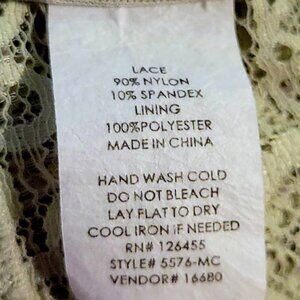 LACE
90% NYLON
10% SPANDEX
LINING
100%POLYESTER
MADE IN CHINA
HAND WASH COLD
DO NOT BLEACH
LAY FLAT TO DRY
COOL IRON IF NEEDED
RN# 126455
STYLE# 5576-MC
VENDOR# 16680